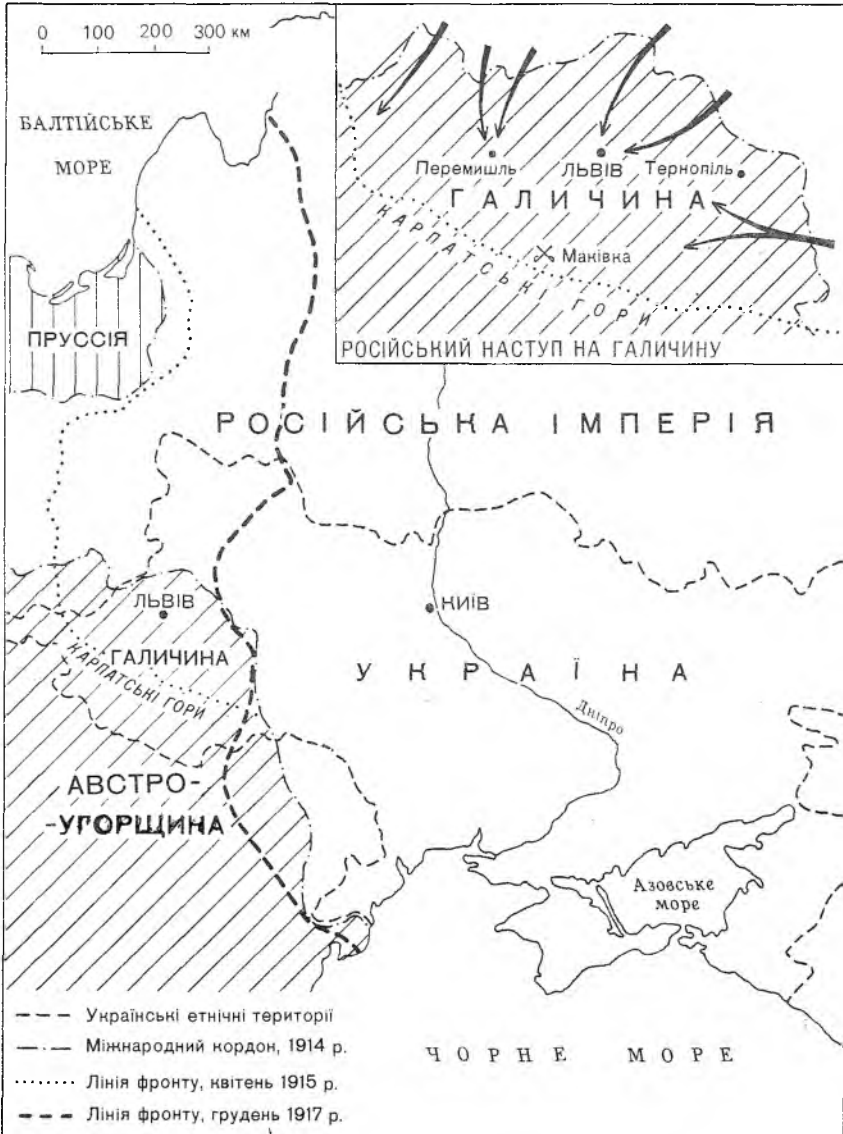 0 100 200 300 км
БАЛТІЙСЬКЕ
МОРЕ
ПРУССІЯ
Перемишль
ЛЬВІВ
Тернопіль
ГАЛИЧИНА
КАРПАТСЬКІ ГОРИ
Маківка
РОСІЙСЬКИЙ НАСТУП НА ГАЛИЧИНУ
РОСІЙСЬКА ІМПЕРІЯ
ЛЬВІВ
ГАЛИЧИНА
КАРПАТСЬКІ ГОРИ
КИЇВ
УКРАЇНА
Дніпро
АВСТРО-
-УГОРЩИНА
Азовське
море
ЧОРНЕ МОРЕ
Українські етнічні території
Міжнародний кордон, 1914 р.
Лінія фронту, квітень 1915 р.
Лінія фронту, грудень 1917 р.